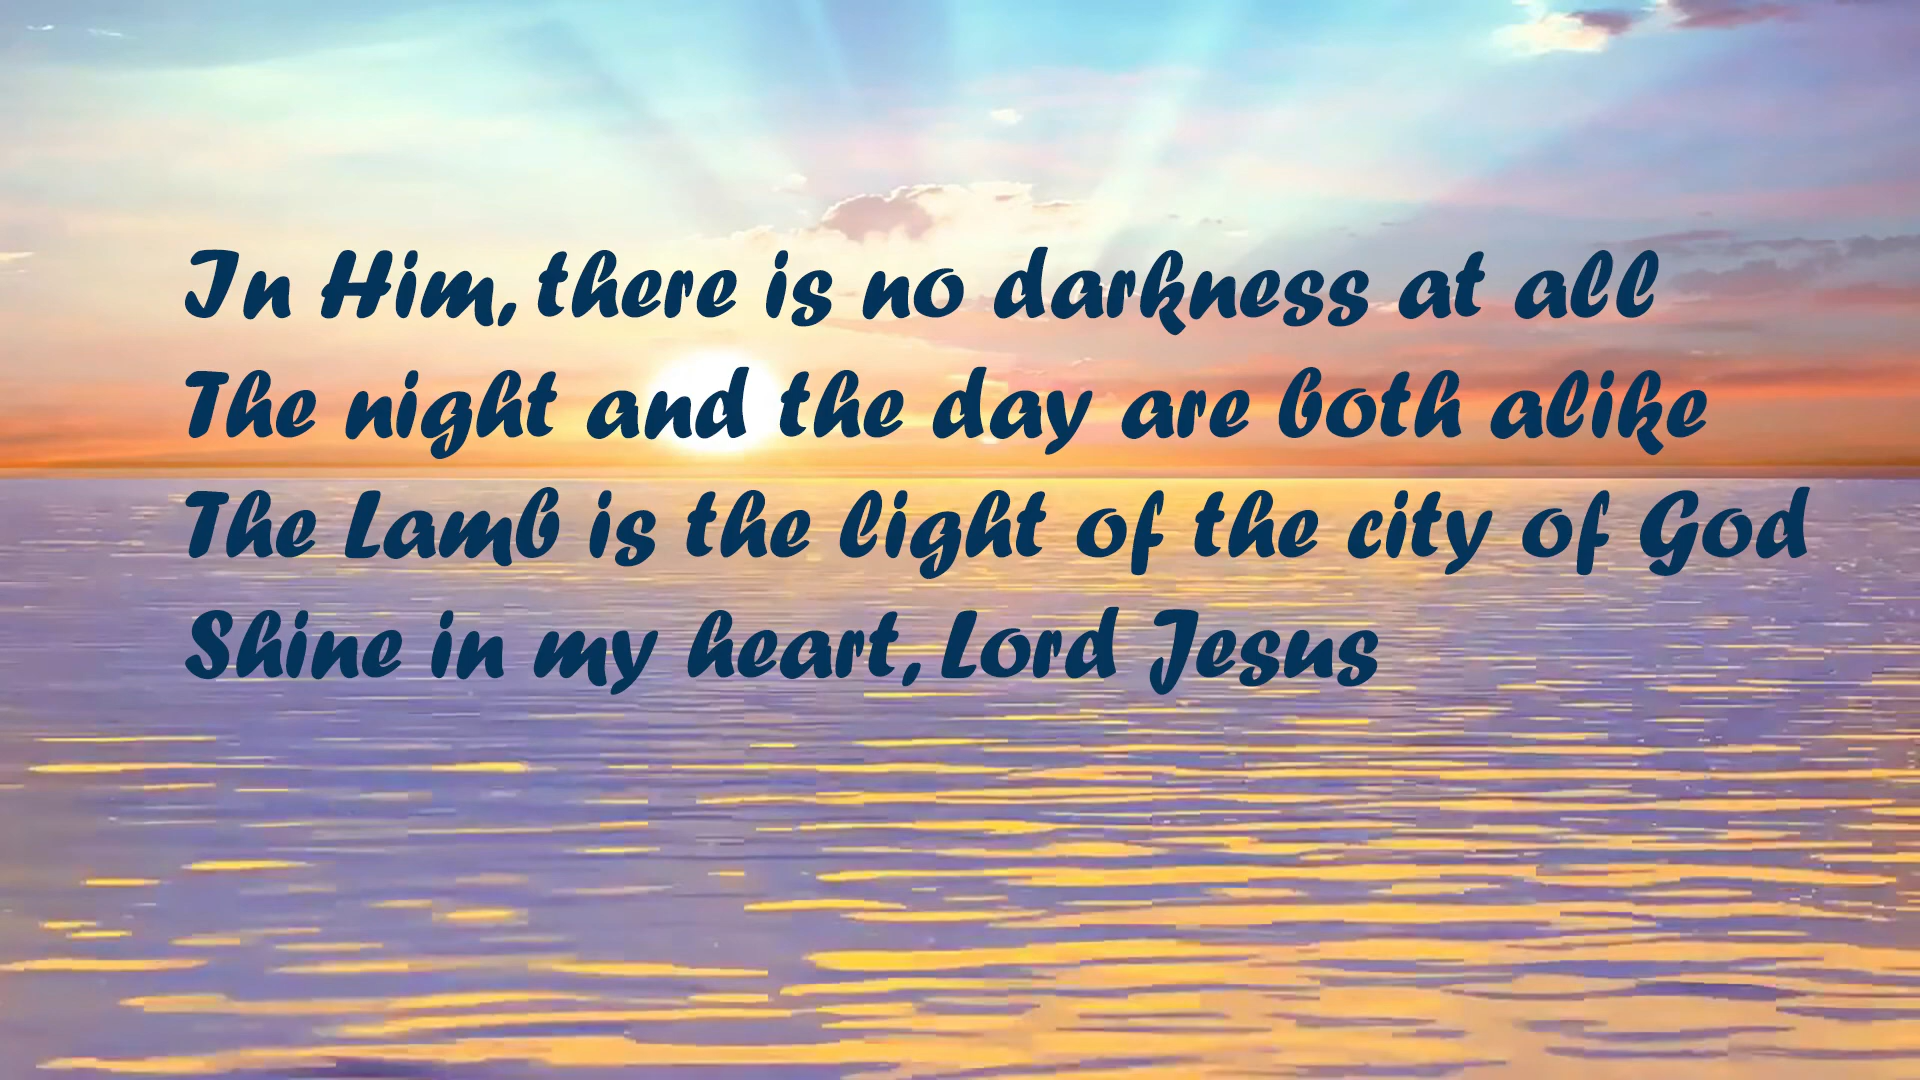 In Him, there is no darkness at all
The night and the day are both alike
The Lamb is the light of the city of God
Shine in my heart, Lord Jesus